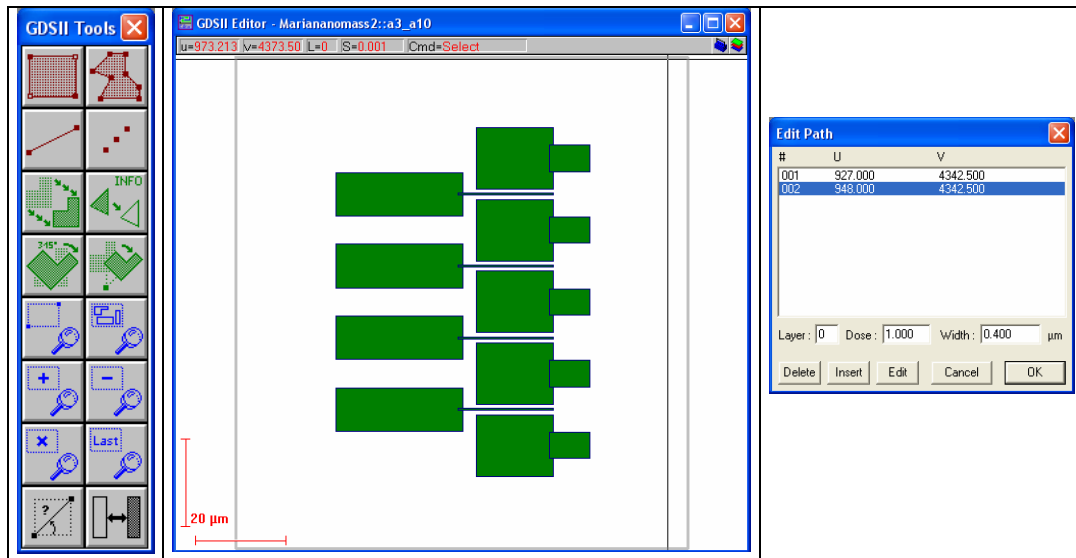 GDSII Tools
INFO
345°
+
-
×
Last
?
GDSII Editor - Mariananomass2::a3_a10
u=973.213 v=4373.50 L=0 S=0.001 Cmd=Select
20 µm
Edit Path
# U V
001 927.000 4342.500
002 948.000 4342.500
Layer : 0 Dose : 1.000 Width : 0.400 µm
Delete Insert Edit Cancel OK